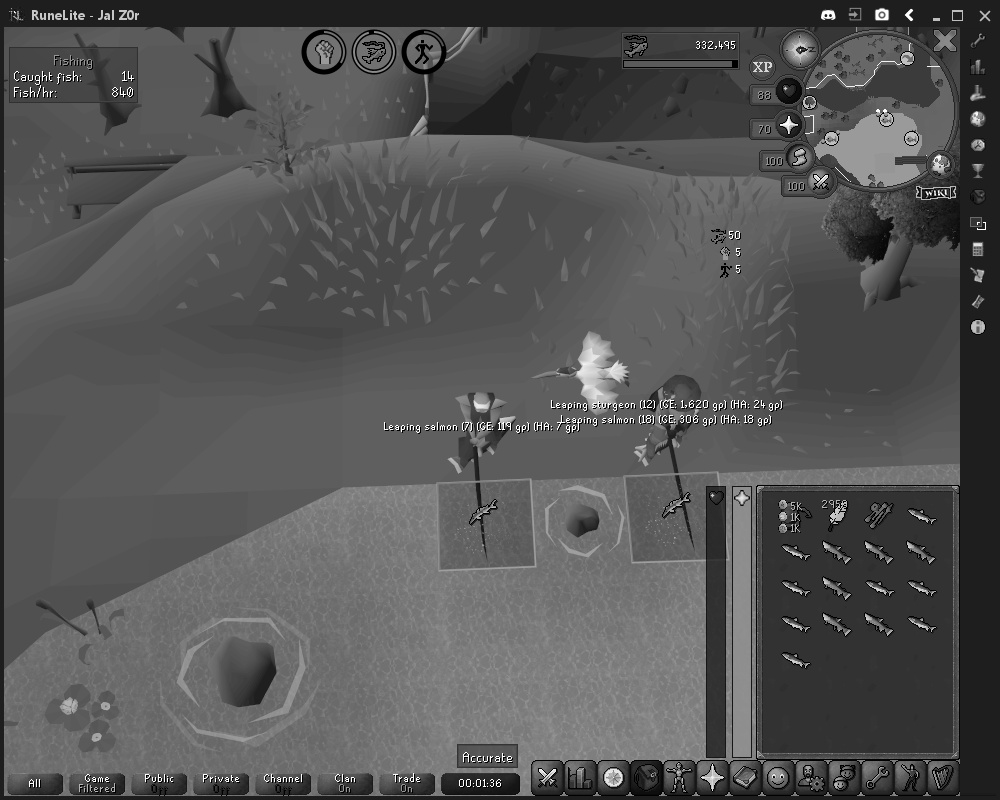 RuneLite - Jal Z0r
Fishing
Caught fish: 14
Fish/hr: 840
332,495
XP
88
70
100
100
WIKI
50
5
5
Leaping sturgeon (12) (GE: 1,620 gp) (HA: 24 gp)
Leaping salmon (18) (GE: 306 gp) (HA: 18 gp)
Leaping salmon (7) (GE: 119 gp) (HA: 7 gp)
5K
1K
1K
Accurate
All
Game
Filtered
Public
Off
Private
Off
Channel
Off
Clan
On
Trade
On
00:01:36